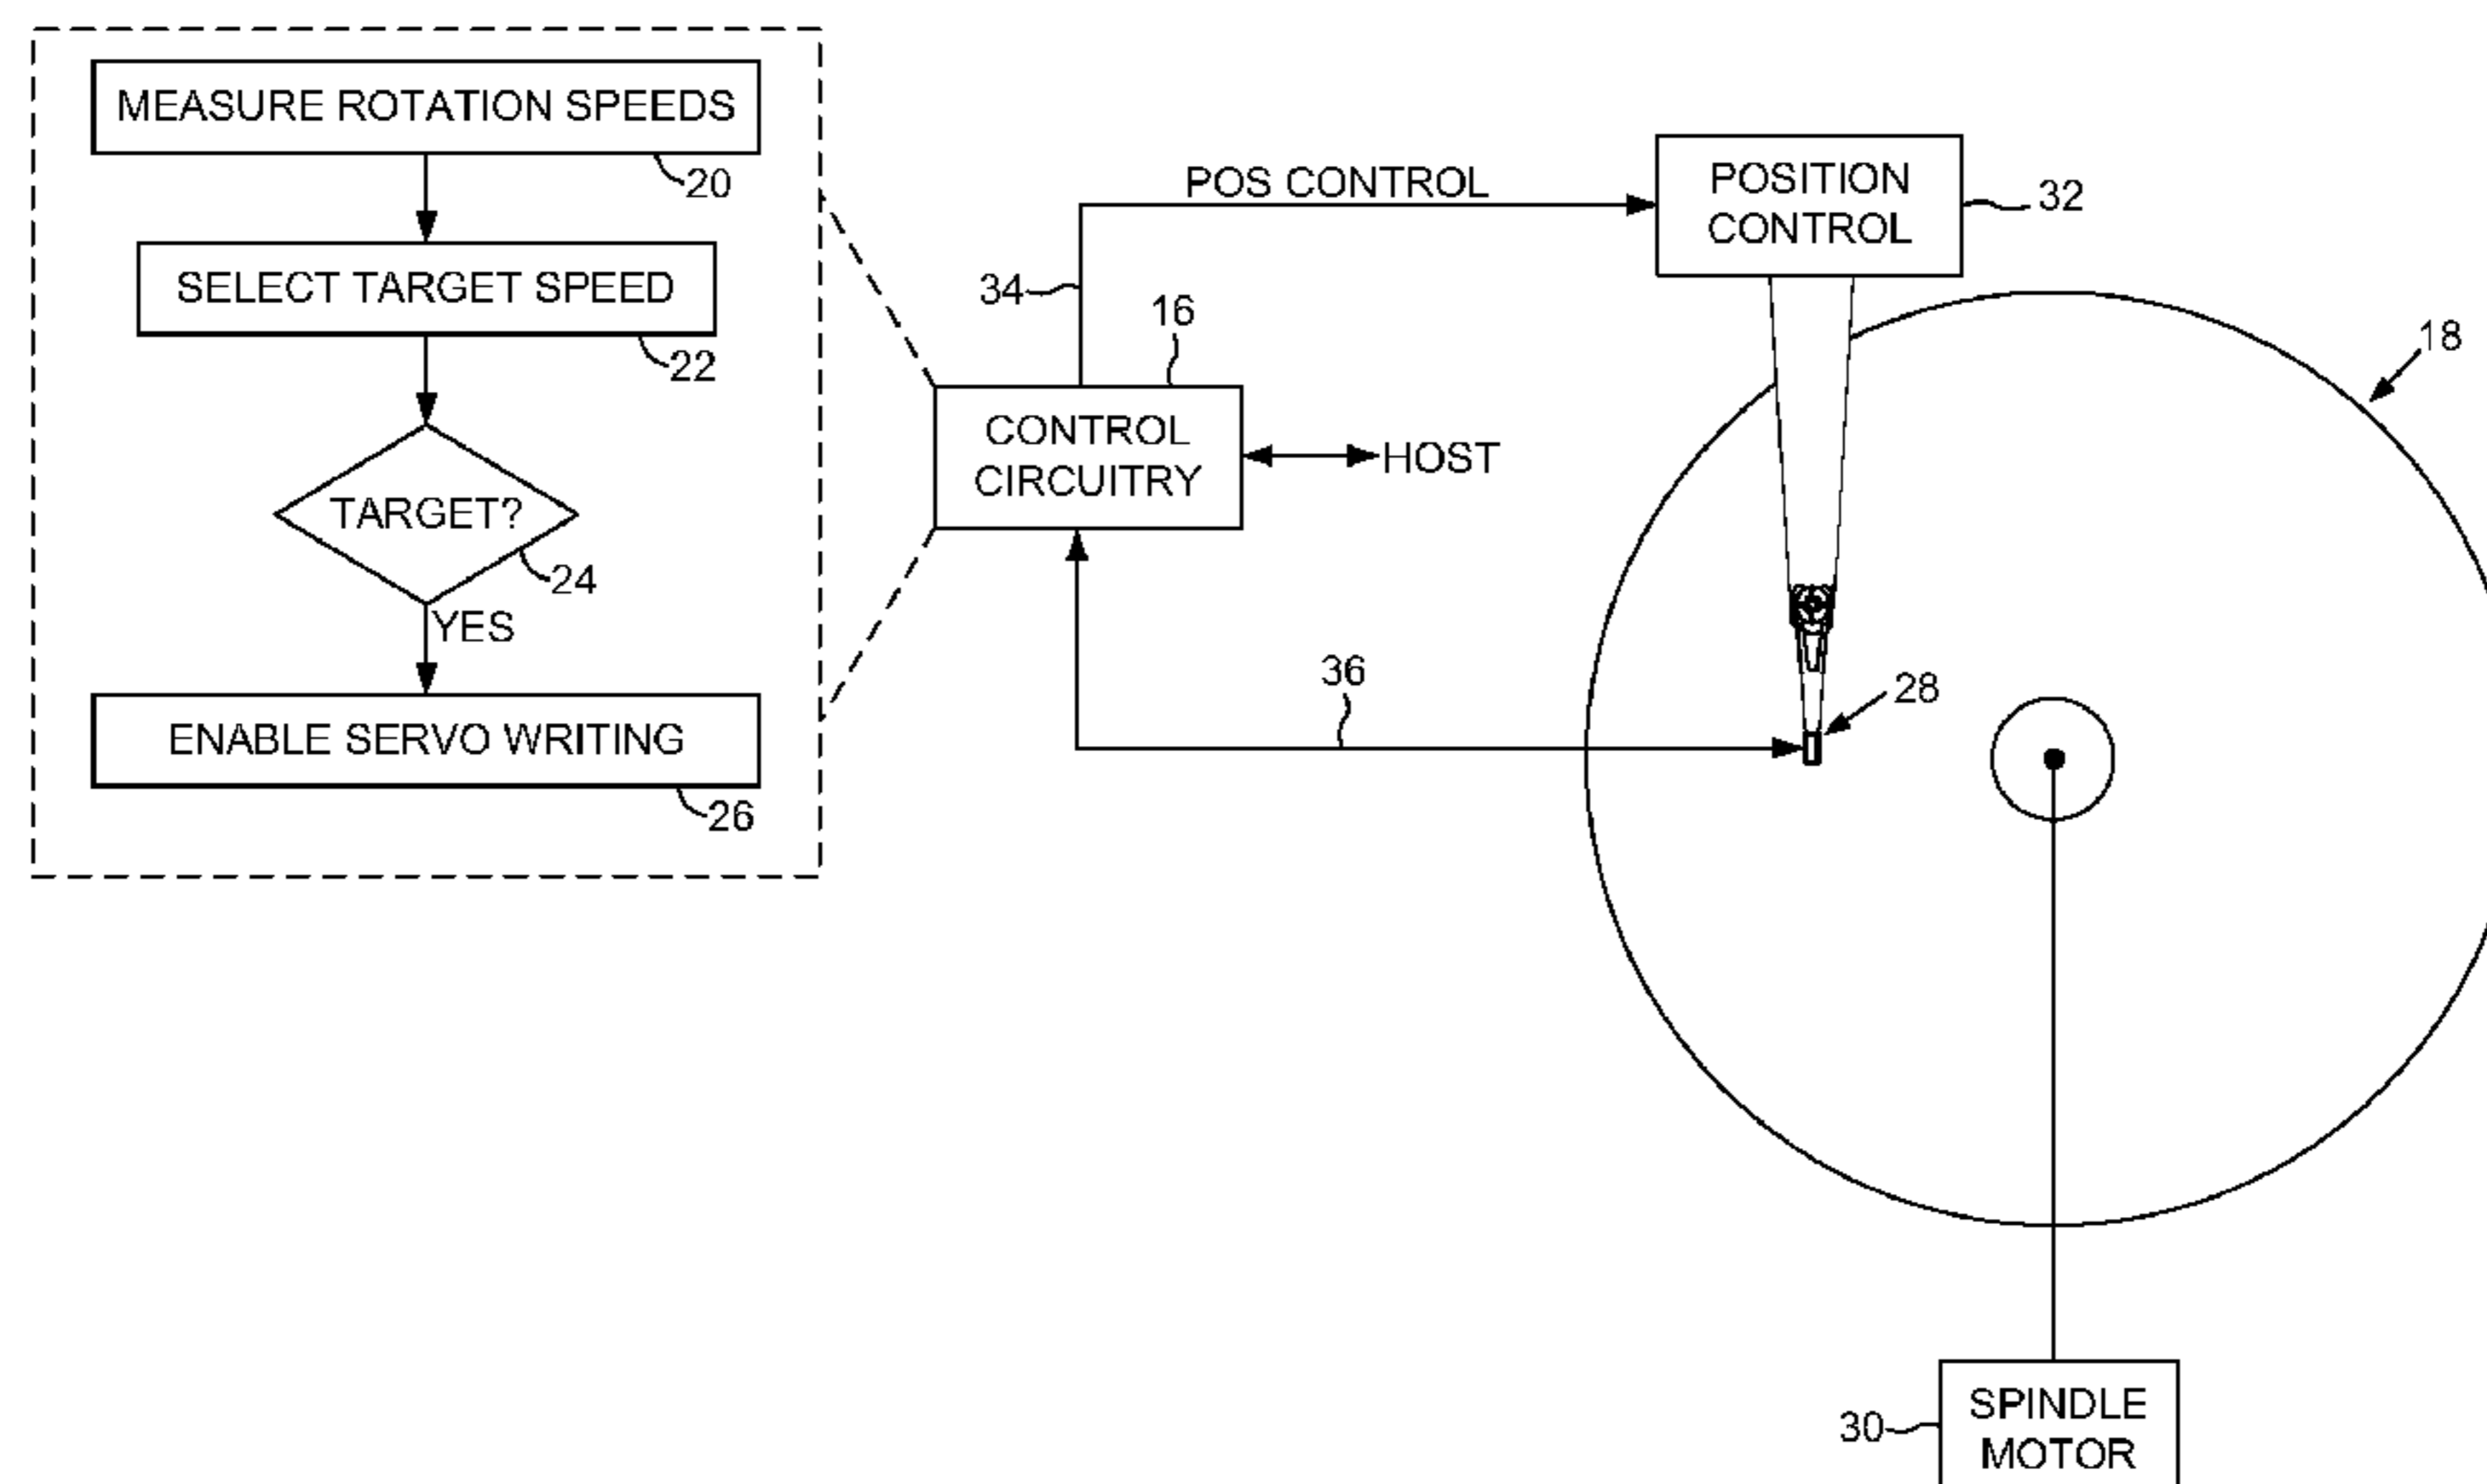 MEASURE ROTATION SPEEDS
20
SELECT TARGET SPEED
22
TARGET?
24
YES
ENABLE SERVO WRITING
26
POS CONTROL
34
16
CONTROL
CIRCUITRY
HOST
36
POSITION
CONTROL
32
18
28
30
SPINDLE
MOTOR